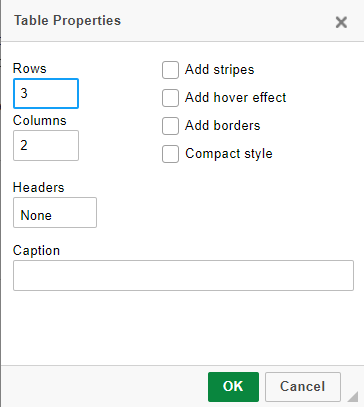 Table Properties
Rows
3
Columns
2
Add stripes
Add hover effect
Add borders
Compact style
Headers
None
Caption
OK
Cancel